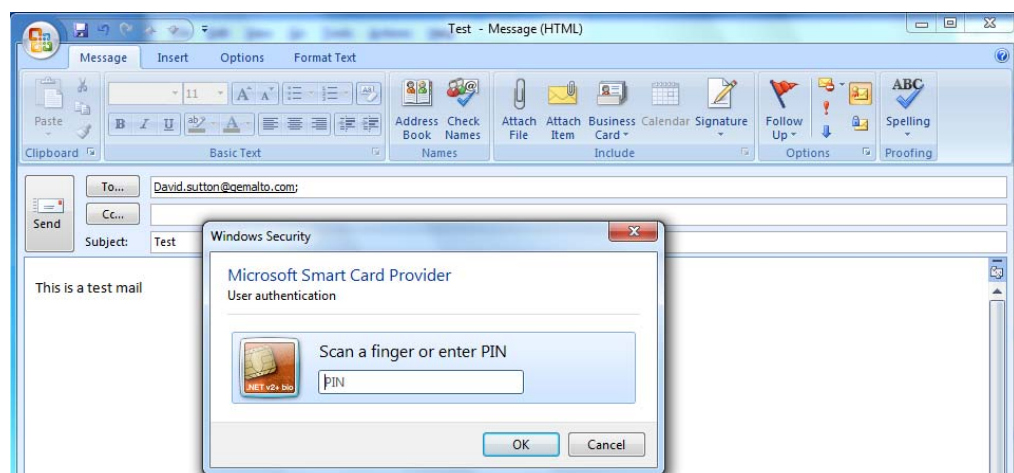 Test - Message (HTML)
Message Insert Options Format Text
Paste
Clipboard
11
B I U ab A
Basic Text
Address Book
Check Names
Names
Attach File
Attach Item
Business Card
Calendar
Signature
Include
Follow Up
Options
ABC
Spelling
Proofing
Send
To...
David.sutton@gemalto.com;
Cc...
Subject: Test
This is a test mail
Windows Security
Microsoft Smart Card Provider
User authentication
.NET v2+ bio
Scan a finger or enter PIN
PIN
OK Cancel